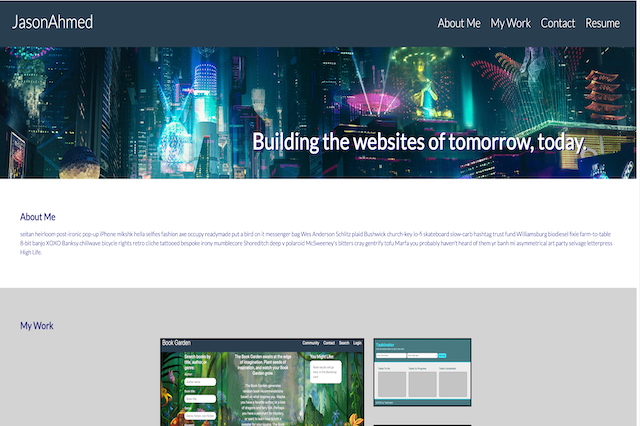 JasonAhmed
About Me My Work Contact Resume
Building the websites of tomorrow, today.
About Me
seitan heirloom post-ironic pop-up iPhone mikshk hella selfies fashion axe occupy readymade put a bird on it messenger bag Wes Anderson Schlitz plaid Bushwick church-key lo-fi skateboard slow-carb hashtag trust fund Williamsburg biodiesel fixie farm-to-table
8-bit banjo XOXO Banksy chillwave bicycle rights retro cliche tattooed bespoke irony mumblecore Shoreditch deep v polaroid McSweeney's bitters cray gentrify tofu Marfa you probably haven't heard of them yr banh mi asymmetrical art party selvage letterpress
High Life.
My Work
Book Garden
Community Contact Search Login
Search books by
title, author, or
genre:
The Book Garden exists at the edge
of imagination. Plant seeds of
inspiration, and watch your Book
Garden grow.
You Might Like
The Book Garden generates